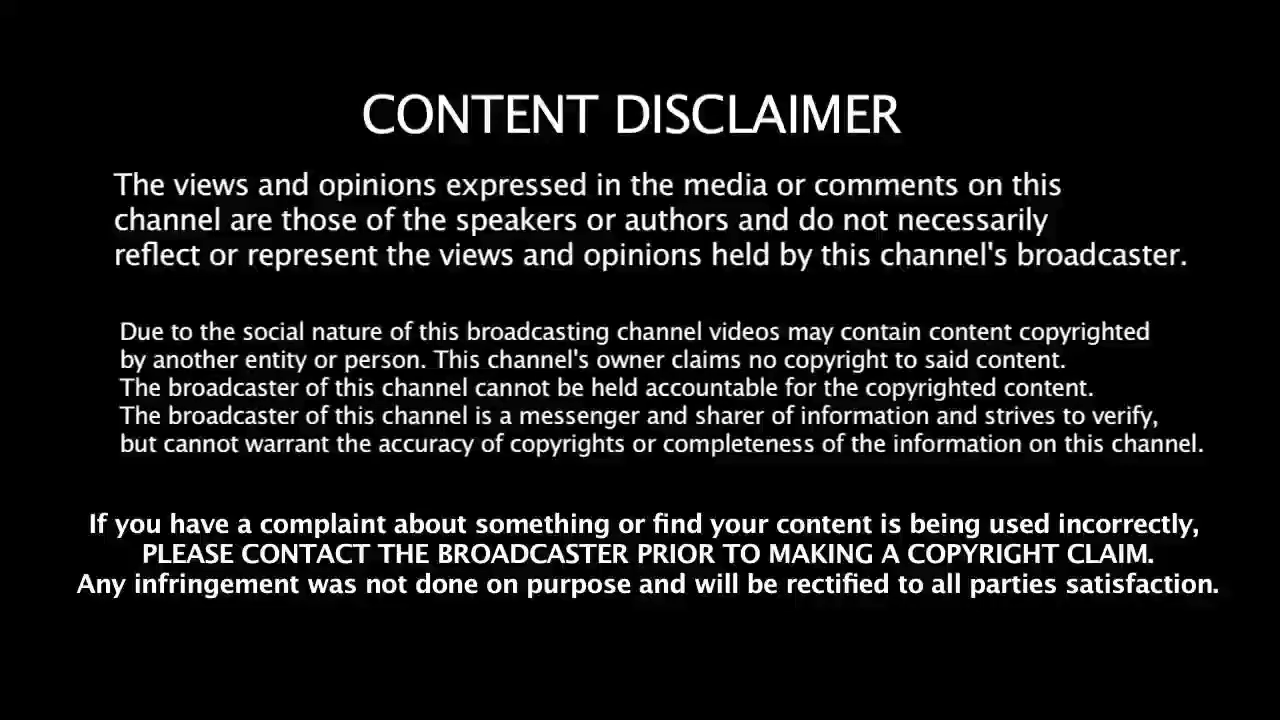 CONTENT DISCLAIMER
The views and opinions expressed in the media or comments on this
channel are those of the speakers or authors and do not necessarily
reflect or represent the views and opinions held by this channel's broadcaster.
Due to the social nature of this broadcasting channel videos may contain content copyrighted
by another entity or person. This channel's owner claims no copyright to said content.
The broadcaster of this channel cannot be held accountable for the copyrighted content.
The broadcaster of this channel is a messenger and sharer of information and strives to verify,
but cannot warrant the accuracy of copyrights or completeness of the information on this channel.
If you have a complaint about something or find your content is being used incorrectly,
PLEASE CONTACT THE BROADCASTER PRIOR TO MAKING A COPYRIGHT CLAIM.
Any infringement was not done on purpose and will be rectified to all parties satisfaction.